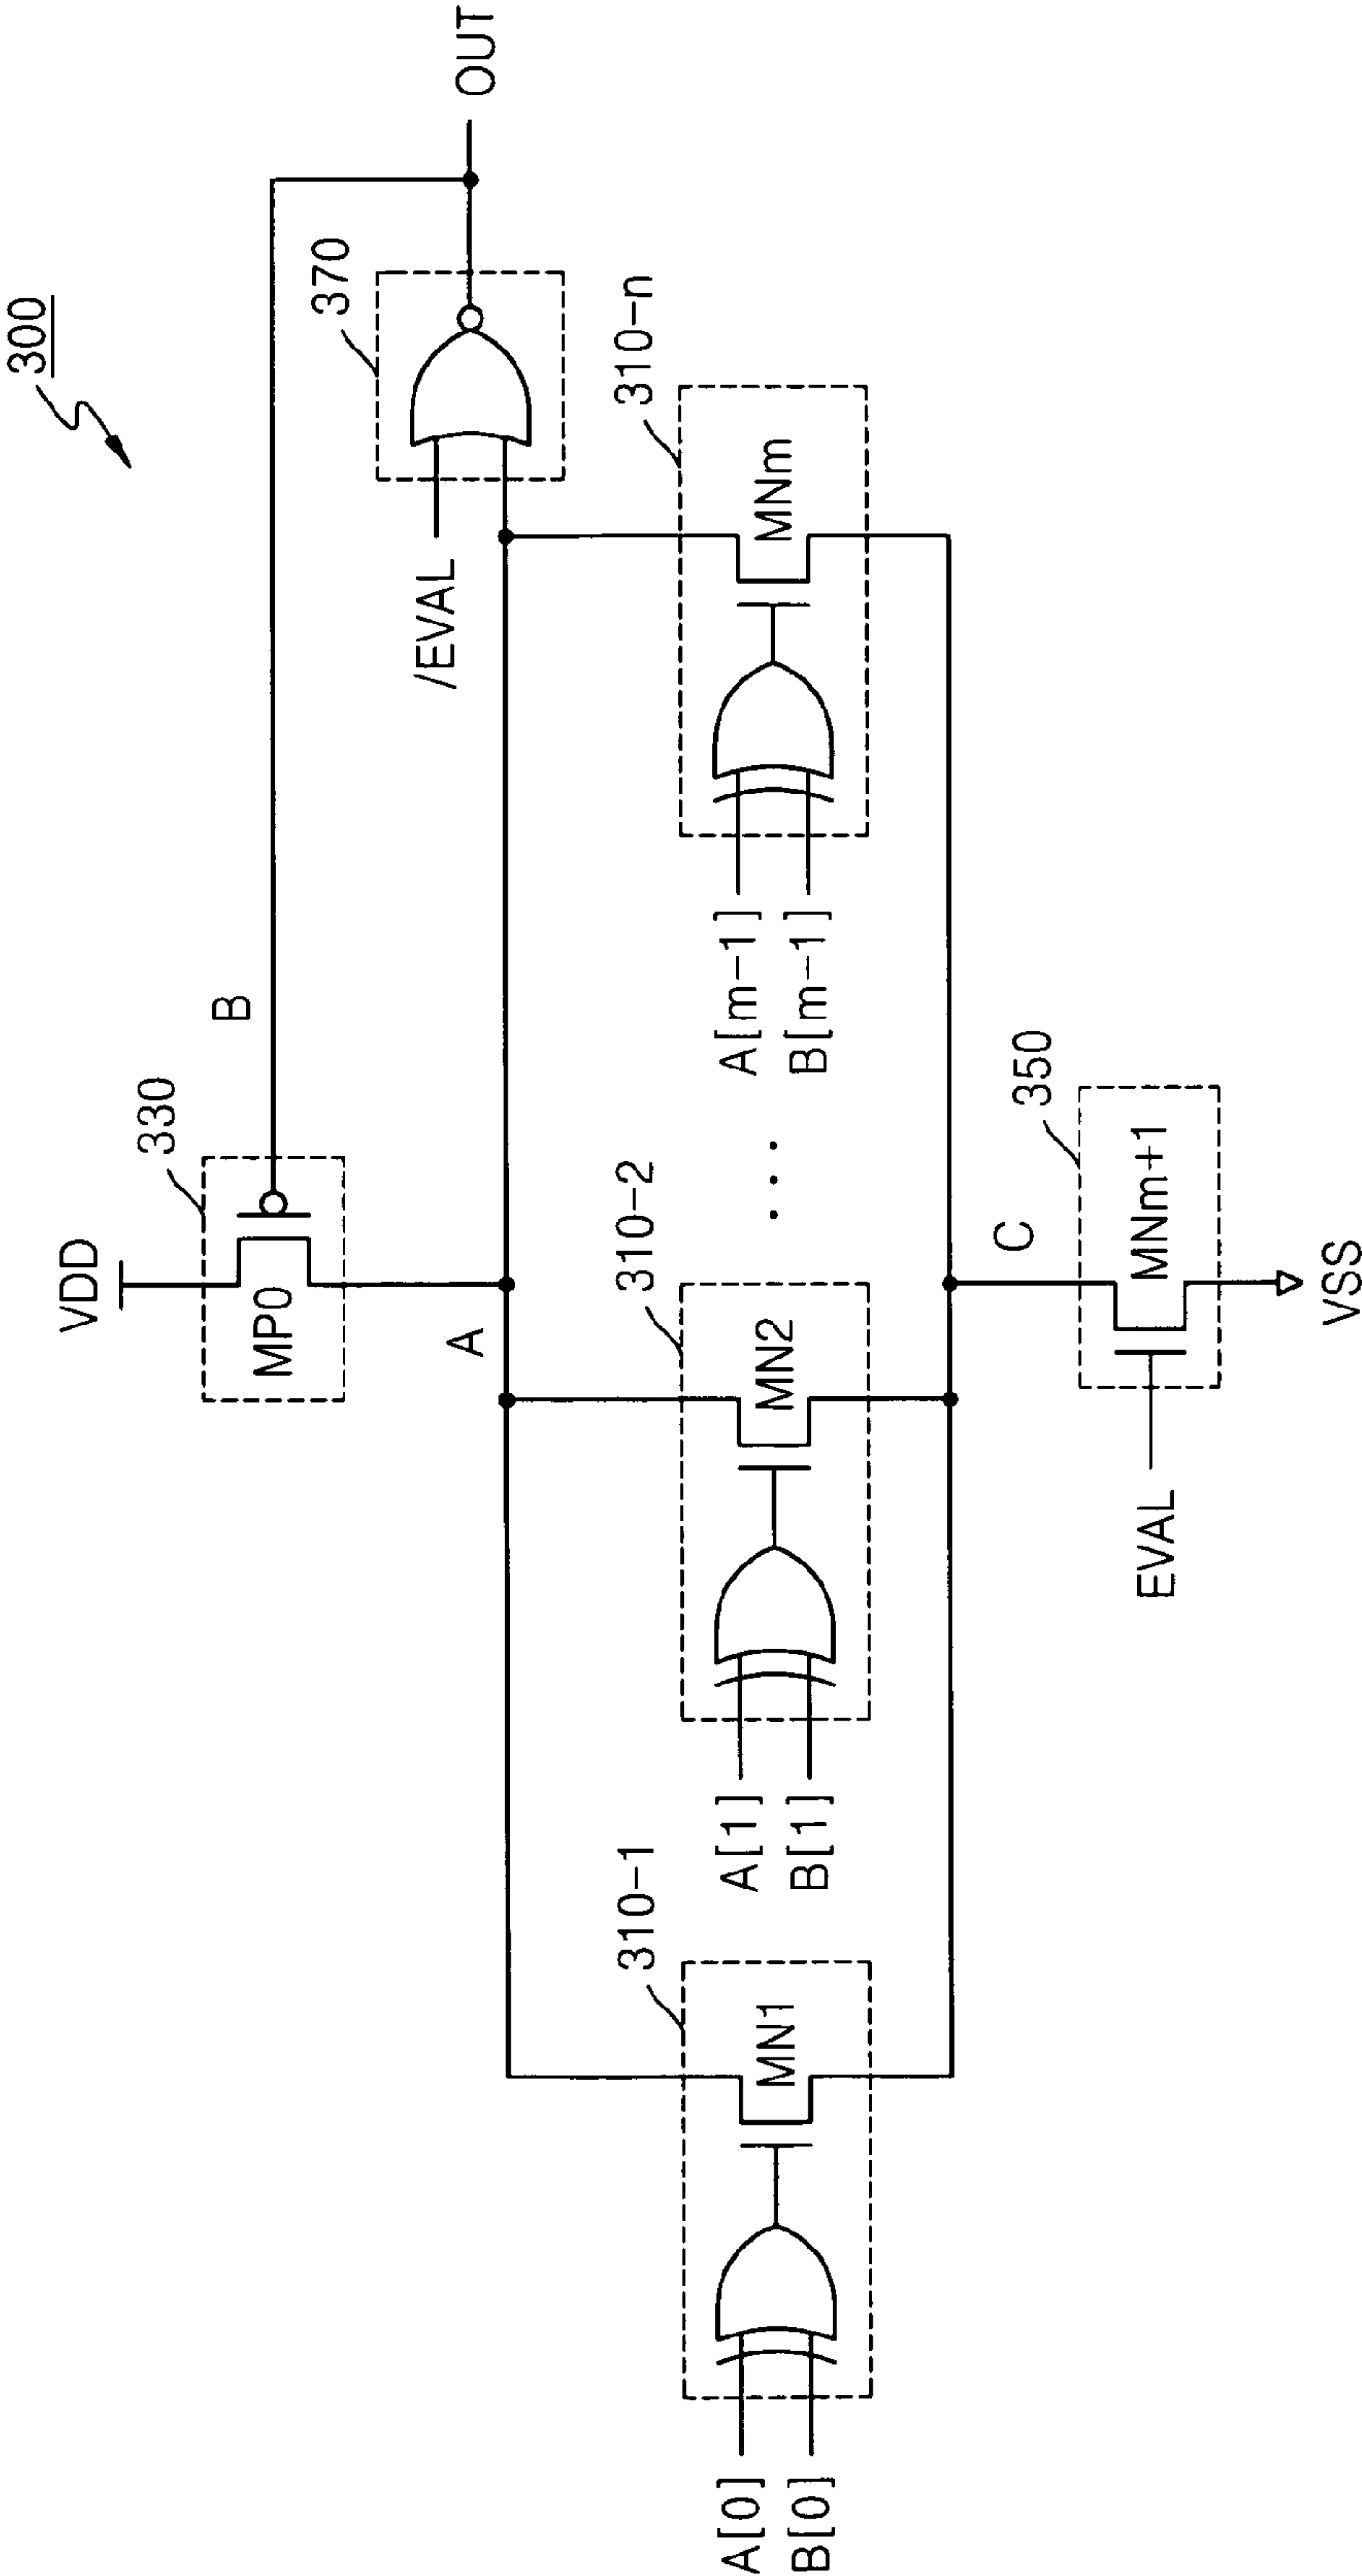 300
VDD
330
MP0
B
A
370
/EVAL
OUT
310-1
MN1
A[0]
B[0]
310-2
MN2
A[1]
B[1]
...
310-n
MNm
A[m-1]
B[m-1]
C
350
MNm+1
EVAL
VSS